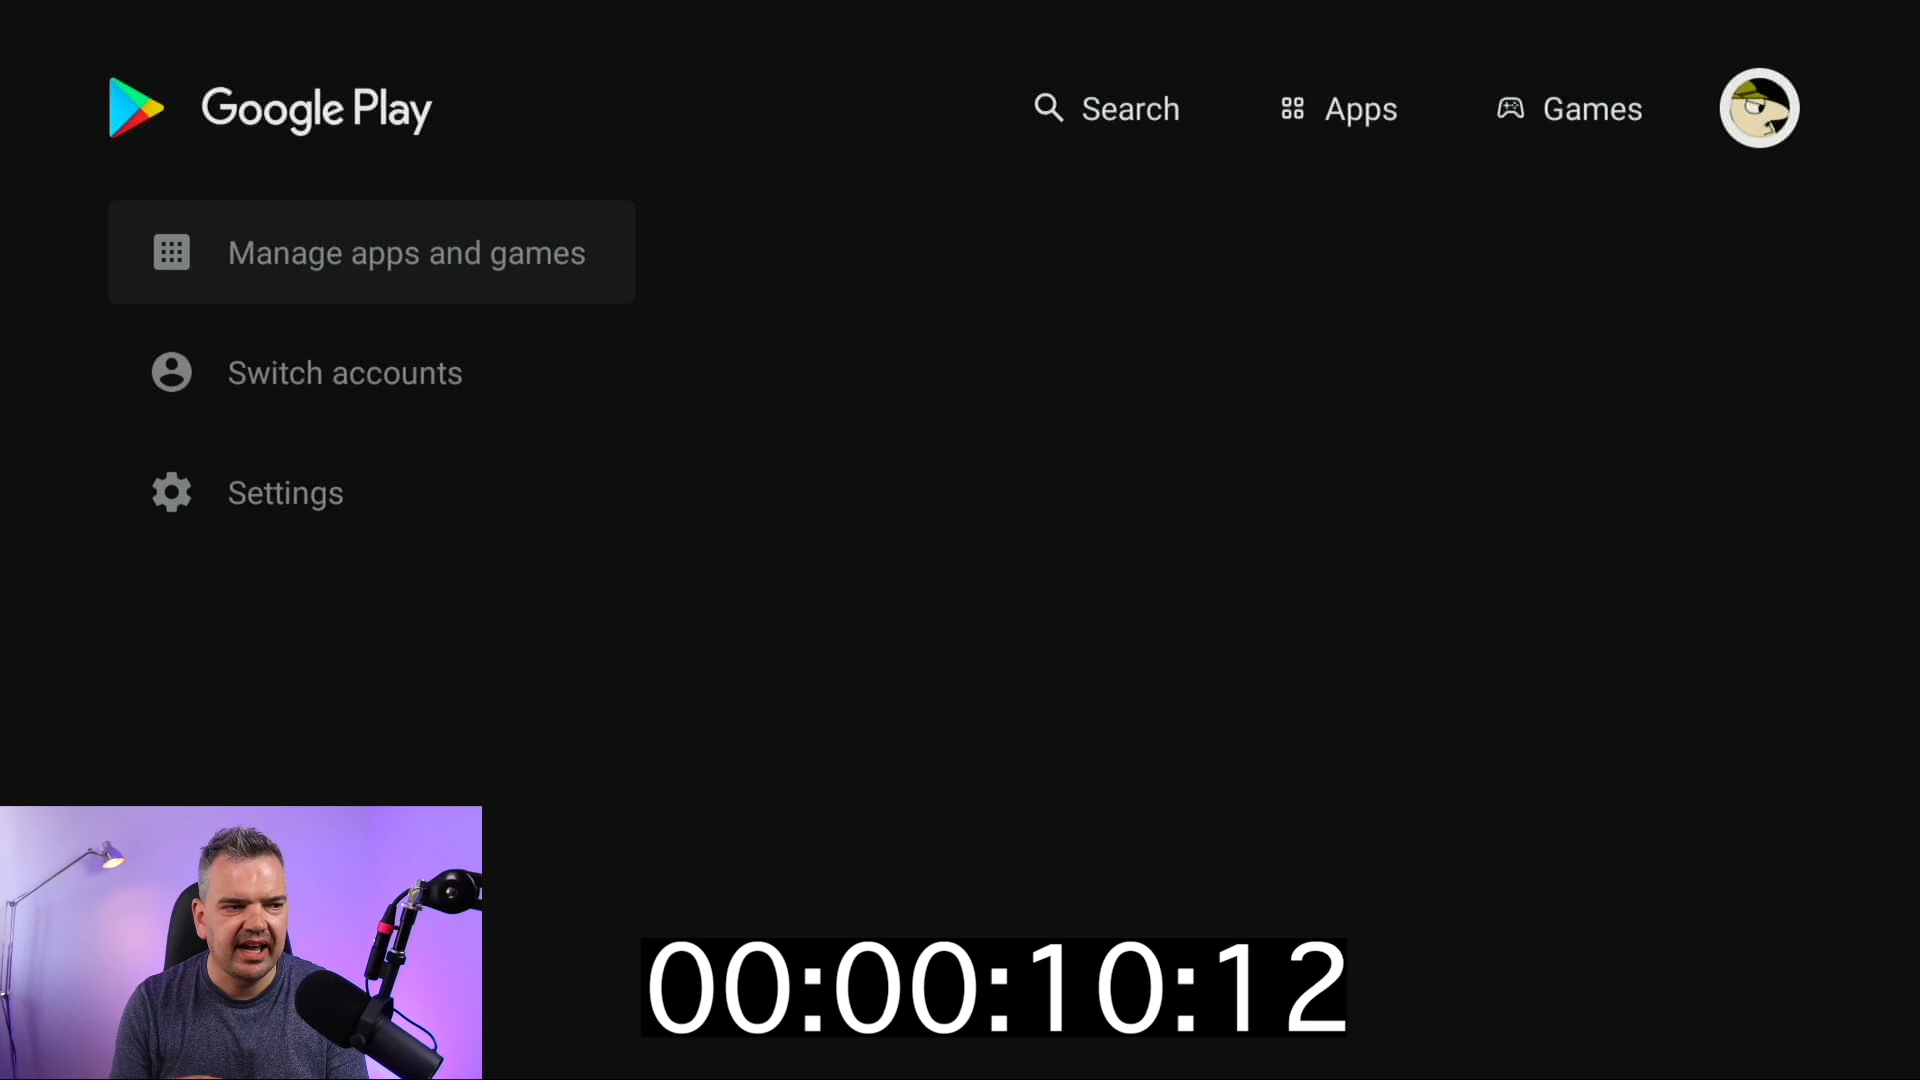 Google Play
Search
Apps
Games
Manage apps and games
Switch accounts
Settings
00:00:10:12